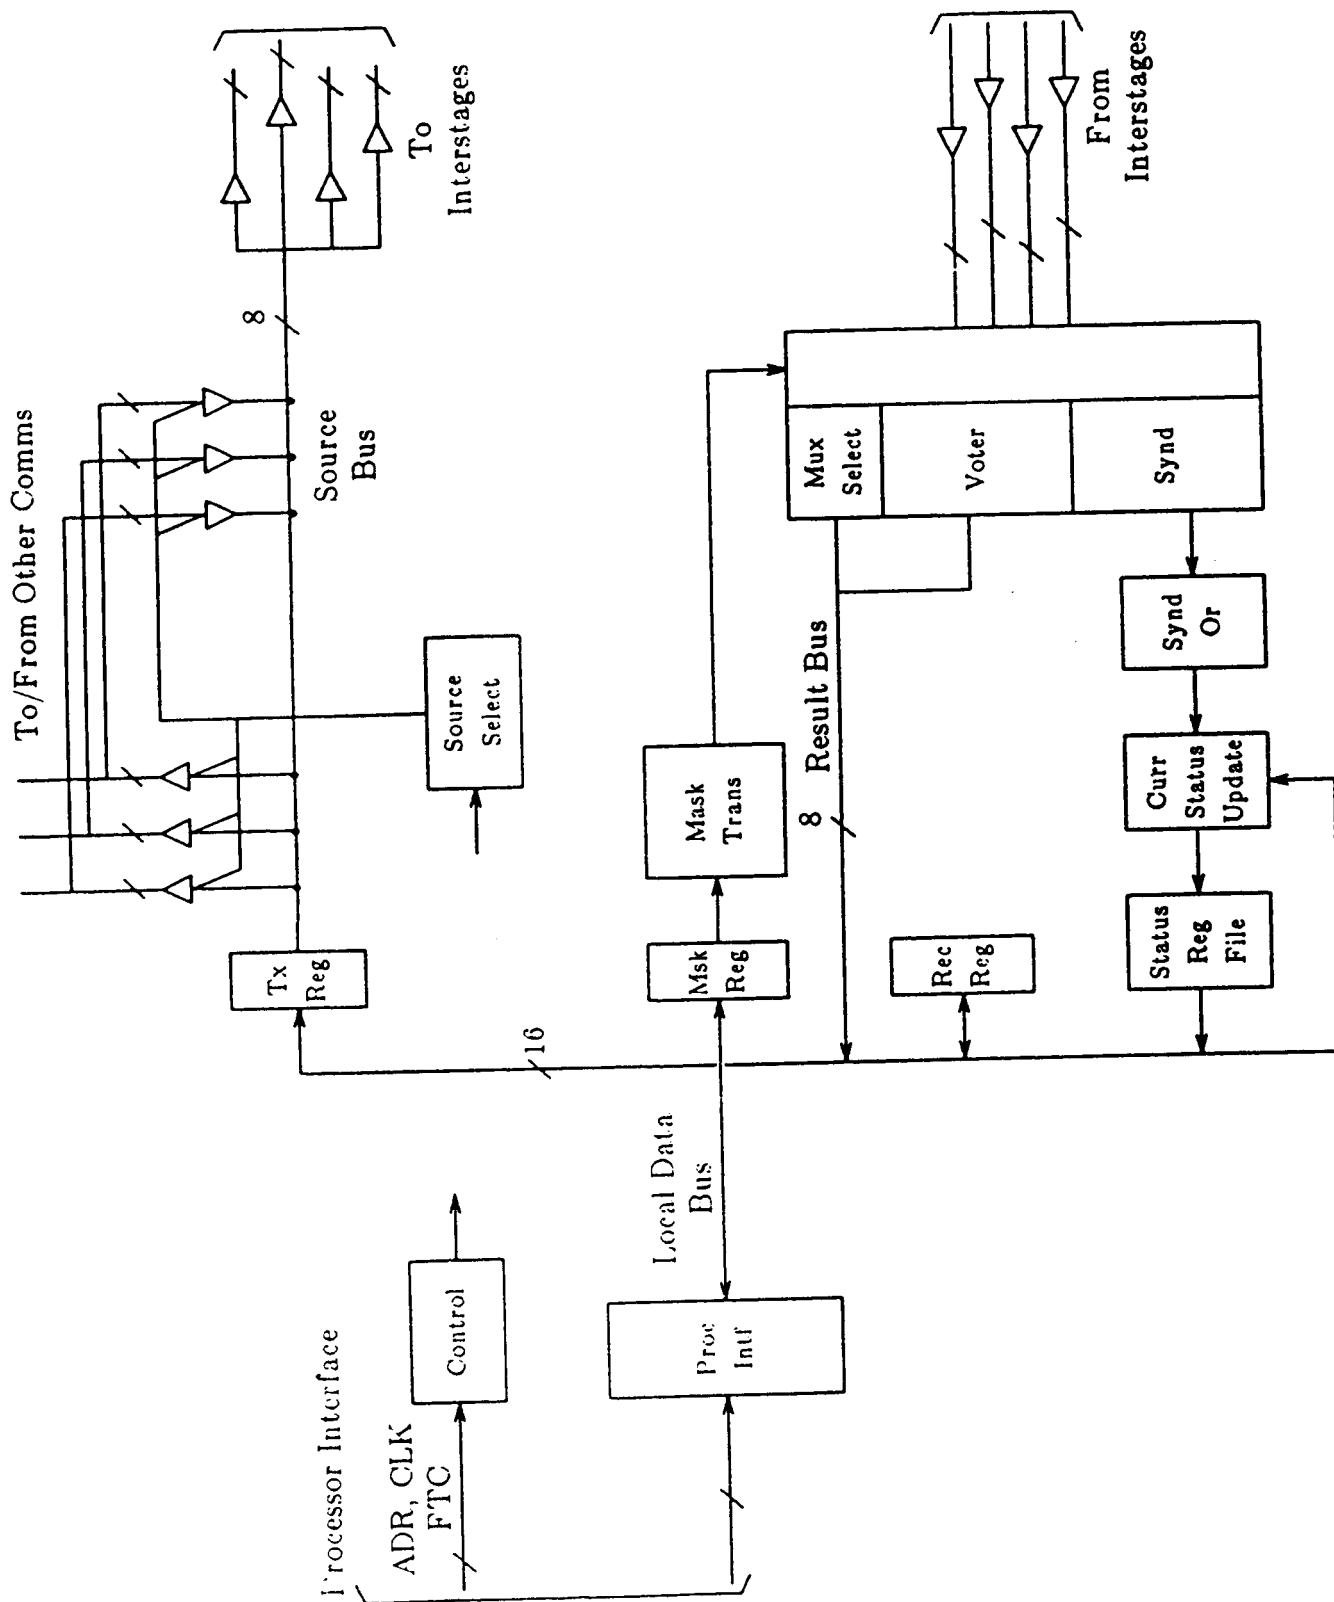 To/From Other Comms
8
Source
Bus
To
Interstages
Tx
Reg
Source
Select
16
Processor Interface
ADR, CLK
FTC
Control
Proc
Intf
Local Data
Bus
Msk
Reg
Mask
Trans
8
Result Bus
Rec
Reg
Mux
Select
Voter
Synd
From
Interstages
Synd
Or
Curr
Status
Update
Status
Reg
File